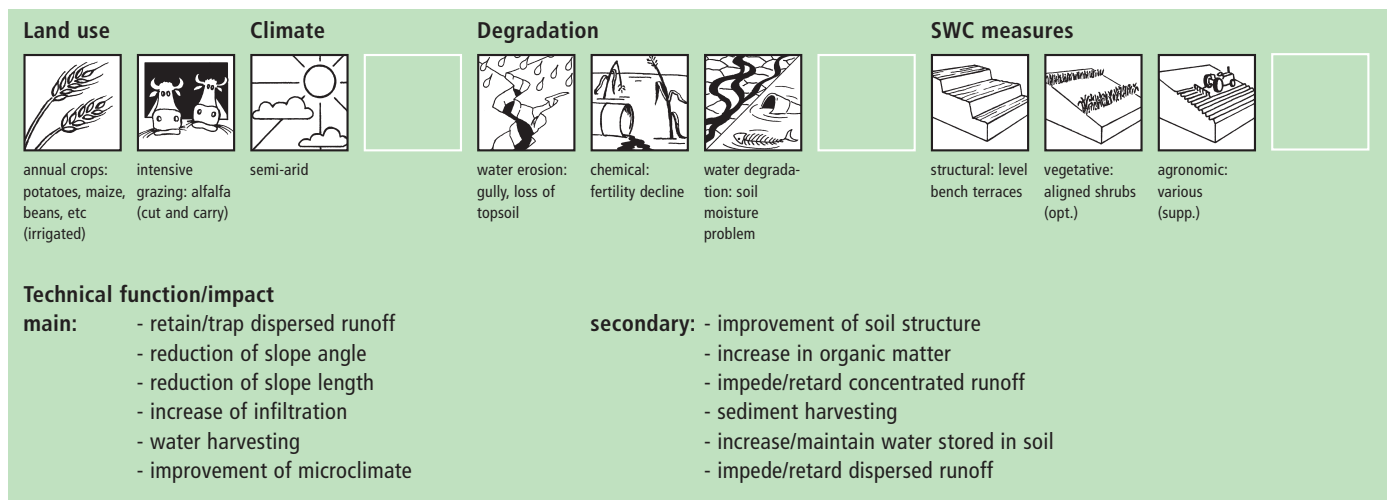 Land use
Climate
Degradation
SWC measures
annual crops:
potatoes, maize,
beans, etc
(irrigated)
intensive
grazing: alfalfa
(cut and carry)
semi-arid
water erosion:
gully, loss of
topsoil
chemical:
fertility decline
water degrada-
tion: soil
moisture
problem
structural: level
bench terraces
vegetative:
aligned shrubs
(opt.)
agronomic:
various
(supp.)
Technical function/impact
main: - retain/trap dispersed runoff
- reduction of slope angle
- reduction of slope length
- increase of infiltration
- water harvesting
- improvement of microclimate
secondary: - improvement of soil structure
- increase in organic matter
- impede/retard concentrated runoff
- sediment harvesting
- increase/maintain water stored in soil
- impede/retard dispersed runoff